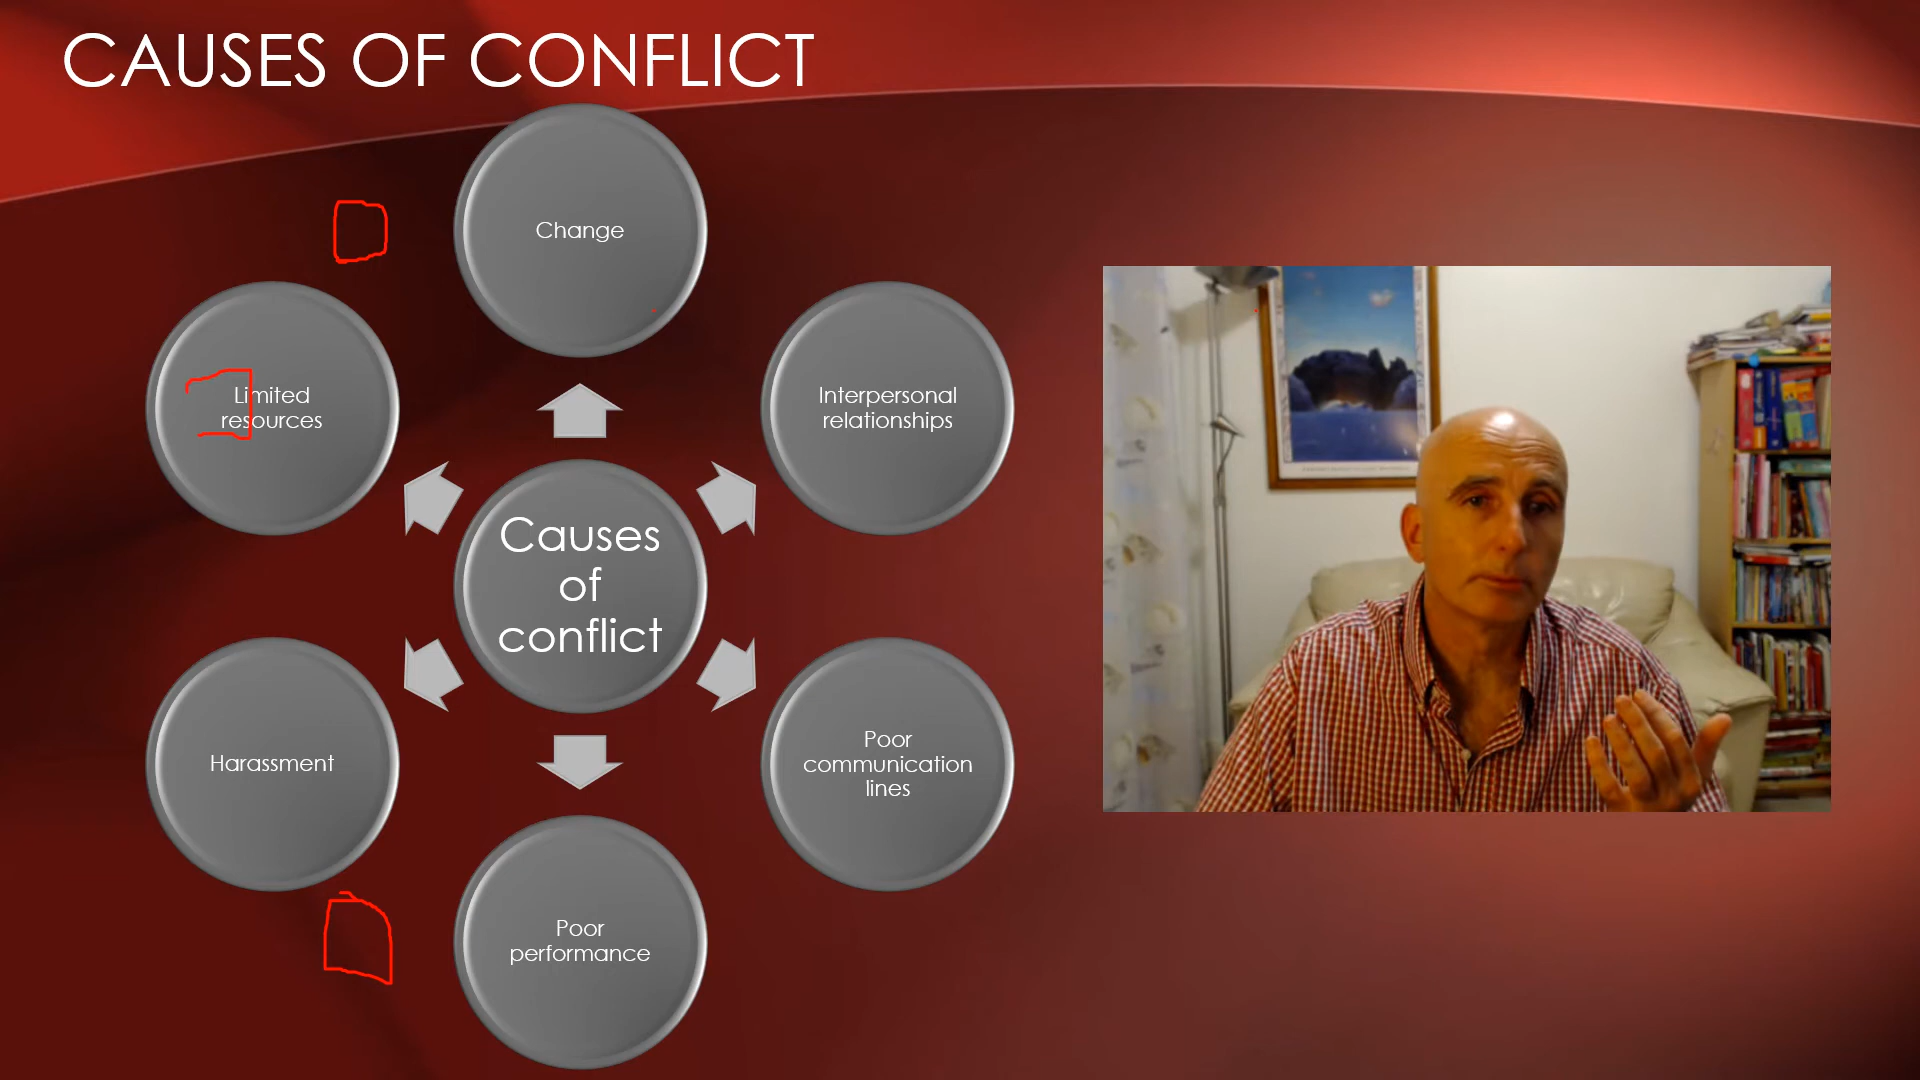 CAUSES OF CONFLICT
Change
Interpersonal
relationships
Poor
communication
lines
Poor
performance
Harassment
Limited
resources
Causes
of
conflict